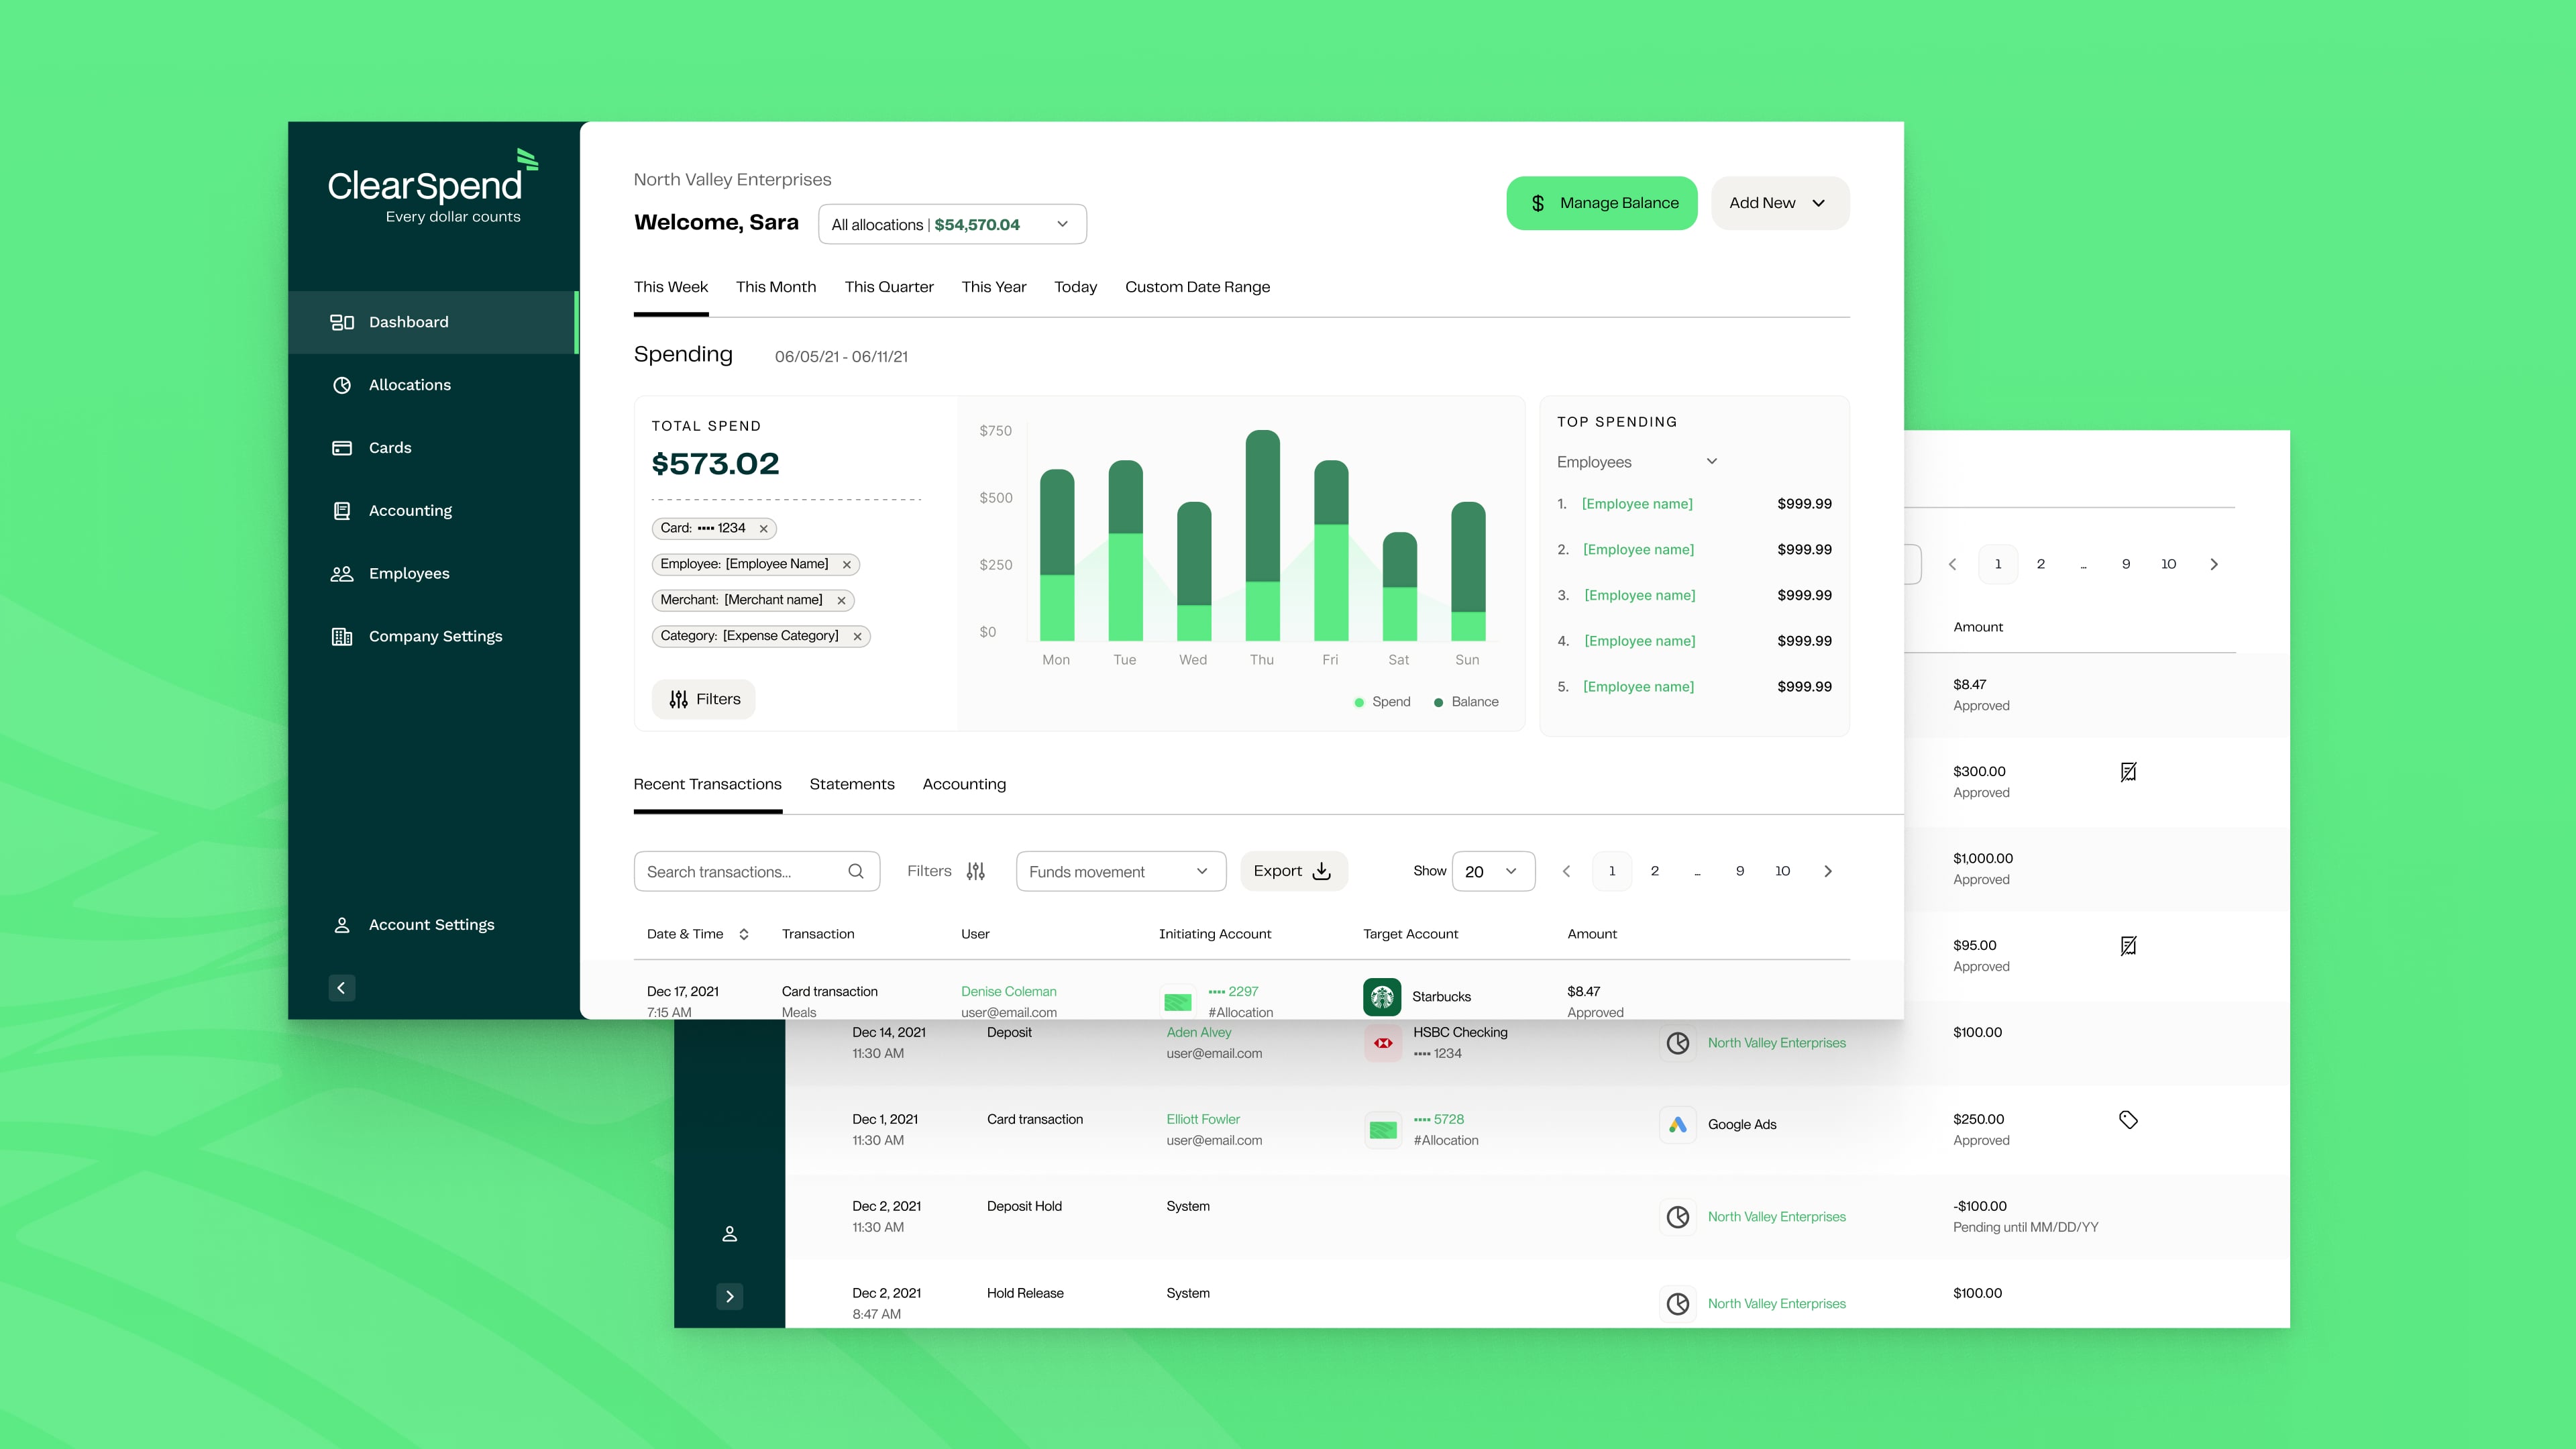 ClearSpend
Every dollar counts
Dashboard
Allocations
Cards
Accounting
Employees
Company Settings
Account Settings
North Valley Enterprises
Welcome, Sara
All allocations | $54,570.04
$ Manage Balance
Add New
This Week This Month This Quarter This Year Today Custom Date Range
Spending 06/05/21 - 06/11/21
TOTAL SPEND
$573.02
Card: •••• 1234 ×
Employee: [Employee Name] ×
Merchant: [Merchant name] ×
Category: [Expense Category] ×
Filters
$750
$500
$250
$0
Mon Tue Wed Thu Fri Sat Sun
Spend Balance
TOP SPENDING
Employees
1. [Employee name] $999.99
2. [Employee name] $999.99
3. [Employee name] $999.99
4. [Employee name] $999.99
5. [Employee name] $999.99
Recent Transactions Statements Accounting
Search transactions... Filters Funds movement Export Show 20 1 2 ... 9 10
Date & Time Transaction User Initiating Account Target Account Amount
Dec 17, 2021 Card transaction Denise Coleman •••• 2297 Starbucks $8.47
7:15 AM Meals user@email.com #Allocation Approved
1 2 ... 9 10
Amount
$8.47
Approved
$300.00
Approved
$1,000.00
Approved
$95.00
Approved
Dec 14, 2021 Deposit Aden Alvey HSBC Checking North Valley Enterprises $100.00
11:30 AM user@email.com •••• 1234
Dec 1, 2021 Card transaction Elliott Fowler •••• 5728 Google Ads $250.00
11:30 AM user@email.com #Allocation Approved
Dec 2, 2021 Deposit Hold System North Valley Enterprises -$100.00
11:30 AM Pending until MM/DD/YY
Dec 2, 2021 Hold Release System North Valley Enterprises $100.00
8:47 AM